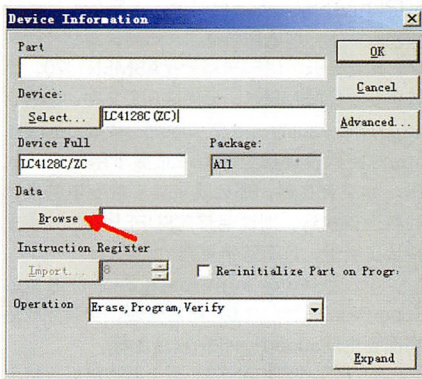 Device Information
Part
OK
Device:
Cancel
Select... LC4128C(ZC)
Advanced...
Device Full Package:
LC4128C/ZC All
Data
Browse
Instruction Register
Import... 8 Re-initialize Part on Progr
Operation Erase,Program,Verify
Expand